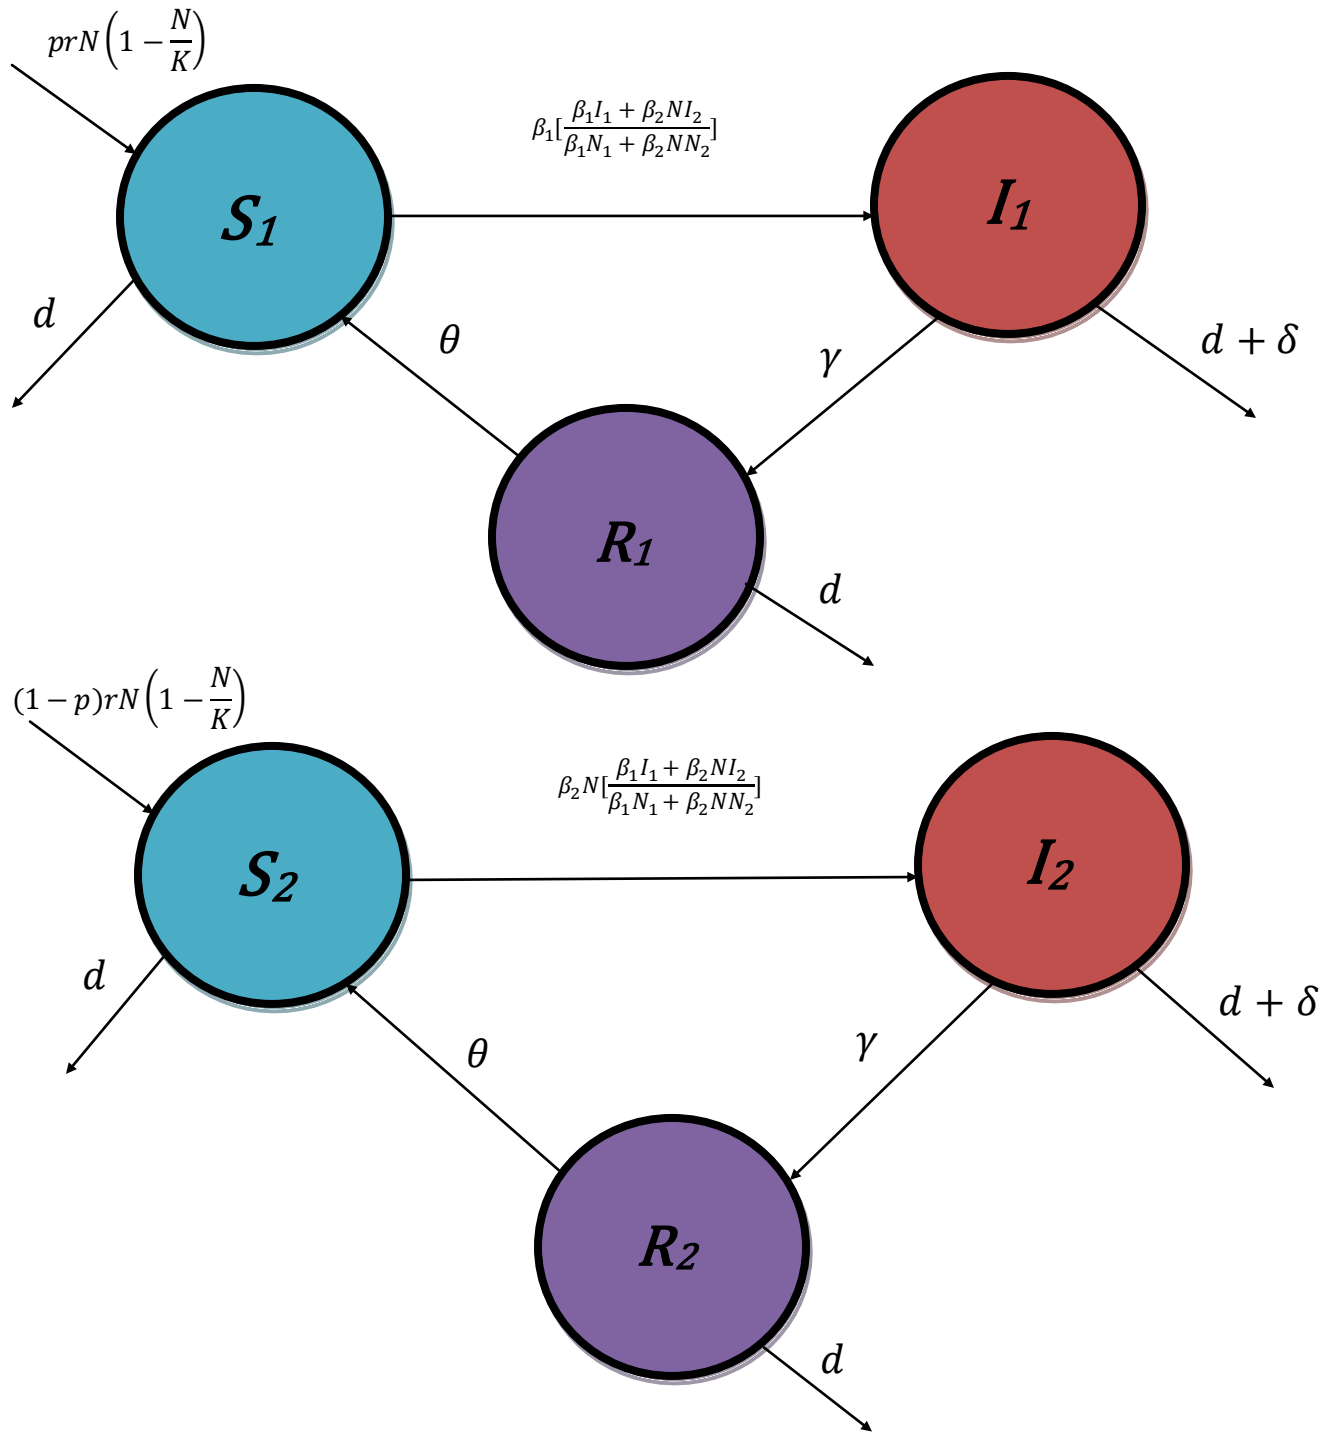 prN(1 − N/K)
β₁[(β₁I₁ + β₂NI₂)/(β₁N₁ + β₂NN₂)]
S₁
I₁
d
θ
γ
d + δ
R₁
d
(1 − p)rN(1 − N/K)
β₂N[(β₁I₁ + β₂NI₂)/(β₁N₁ + β₂NN₂)]
S₂
I₂
d
θ
γ
d + δ
R₂
d